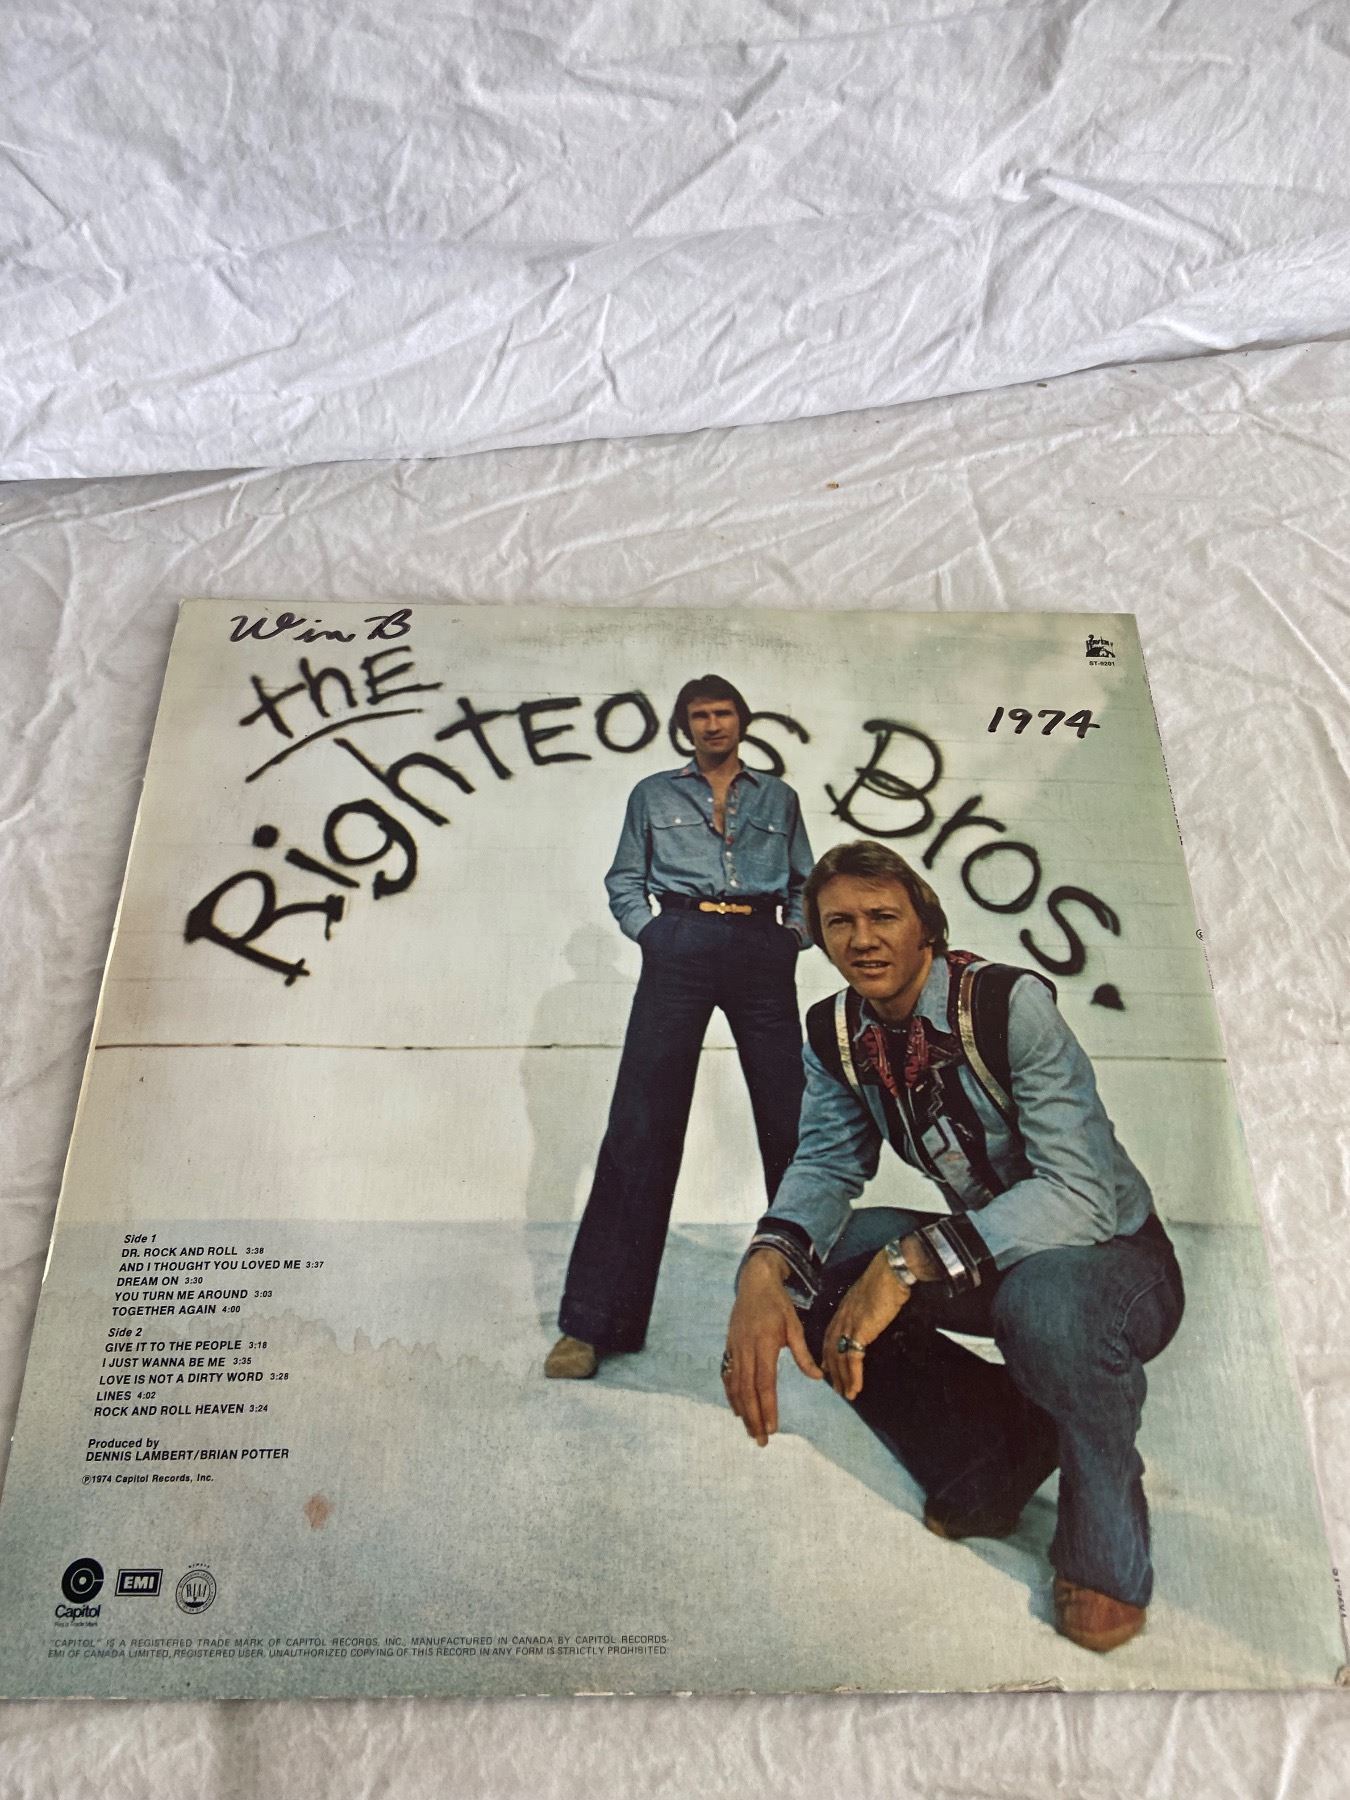 Win B
the
ST-9201
Righteous Bros.
1974
Side 1
DR. ROCK AND ROLL 3:38
AND I THOUGHT YOU LOVED ME 3:37
DREAM ON 3:30
YOU TURN ME AROUND 3:03
TOGETHER AGAIN 4:00
Side 2
GIVE IT TO THE PEOPLE 3:18
I JUST WANNA BE ME 3:35
LOVE IS NOT A DIRTY WORD 3:28
LINES 4:02
ROCK AND ROLL HEAVEN 3:24
Produced by
DENNIS LAMBERT/BRIAN POTTER
℗1974 Capitol Records, Inc.
Capitol
EMI
"CAPITOL" IS A REGISTERED TRADE MARK OF CAPITOL RECORDS, INC., MANUFACTURED IN CANADA BY CAPITOL RECORDS-
EMI OF CANADA LIMITED, REGISTERED USER. UNAUTHORIZED COPYING OF THIS RECORD IN ANY FORM IS STRICTLY PROHIBITED.